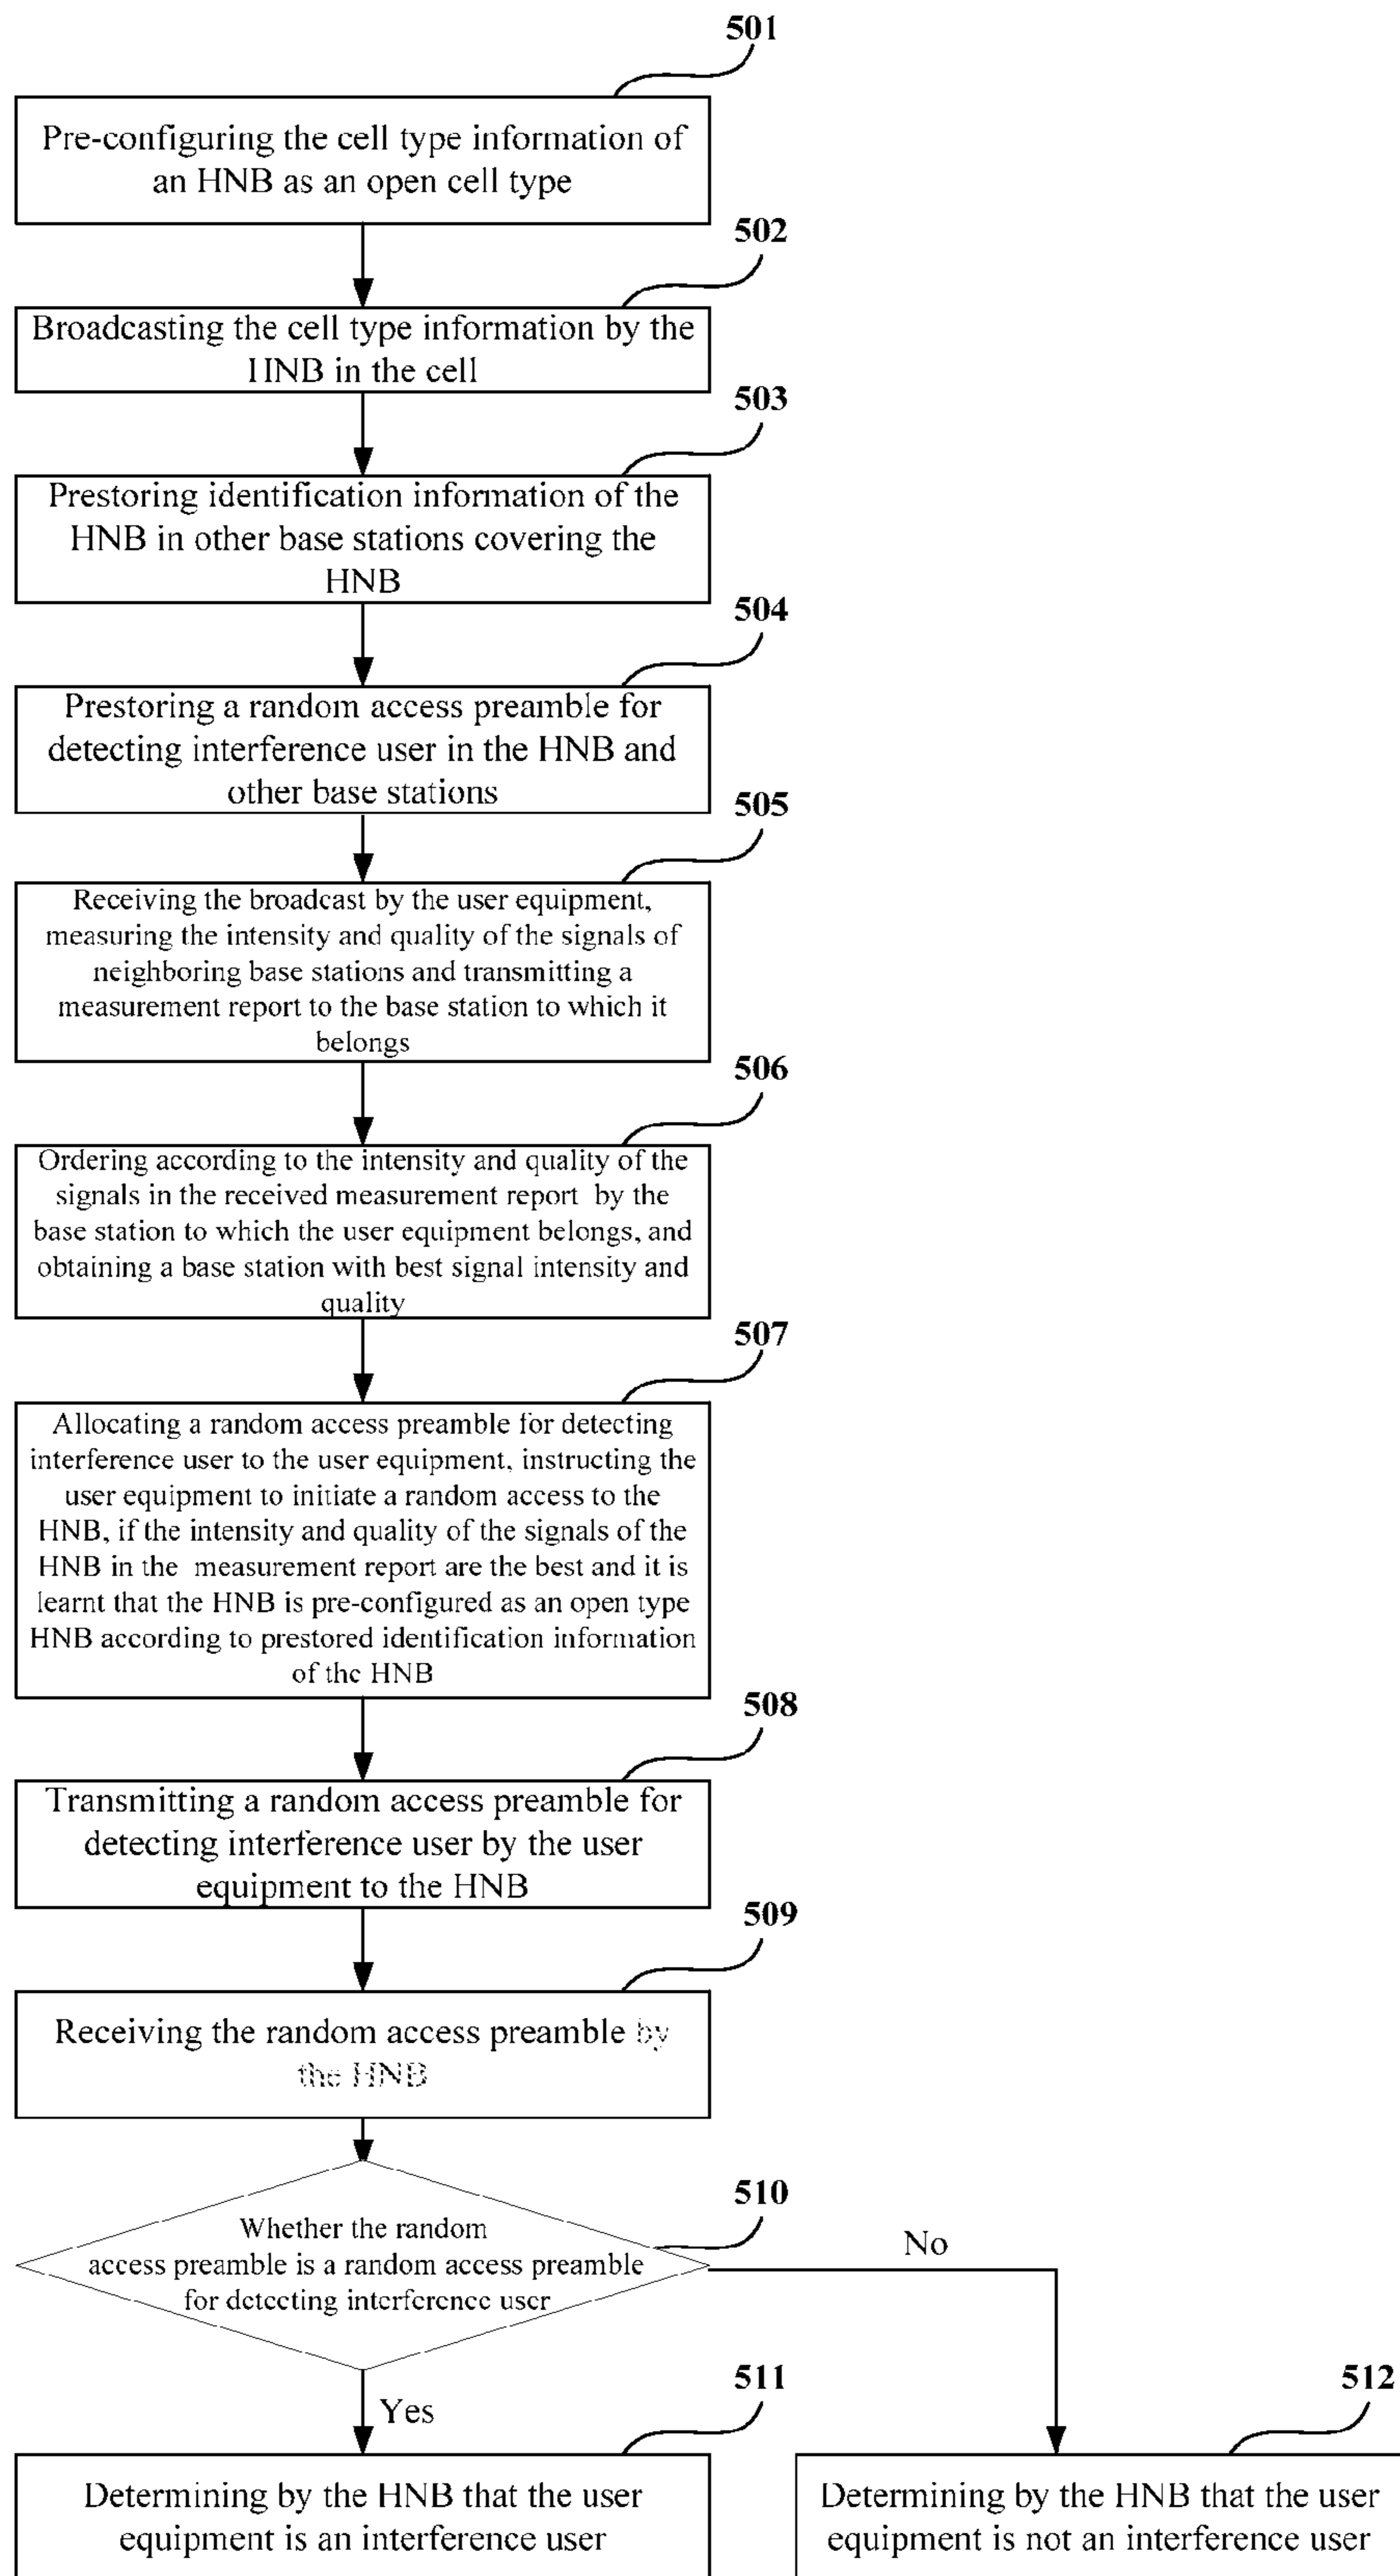 501
Pre-configuring the cell type information of
an HNB as an open cell type
502
Broadcasting the cell type information by the
HNB in the cell
503
Prestoring identification information of the
HNB in other base stations covering the
HNB
504
Prestoring a random access preamble for
detecting interference user in the HNB and
other base stations
505
Receiving the broadcast by the user equipment,
measuring the intensity and quality of the signals of
neighboring base stations and transmitting a
measurement report to the base station to which it
belongs
506
Ordering according to the intensity and quality of the
signals in the received measurement report by the
base station to which the user equipment belongs, and
obtaining a base station with best signal intensity and
quality
507
Allocating a random access preamble for detecting
interference user to the user equipment, instructing the
user equipment to initiate a random access to the
HNB, if the intensity and quality of the signals of the
HNB in the measurement report are the best and it is
learnt that the HNB is pre-configured as an open type
HNB according to prestored identification information
of the HNB
508
Transmitting a random access preamble for
detecting interference user by the user
equipment to the HNB
509
Receiving the random access preamble by
the HNB
510
Whether the random
access preamble is a random access preamble
for detecting interference user
No
Yes
511
Determining by the HNB that the user
equipment is an interference user
512
Determining by the HNB that the user
equipment is not an interference user